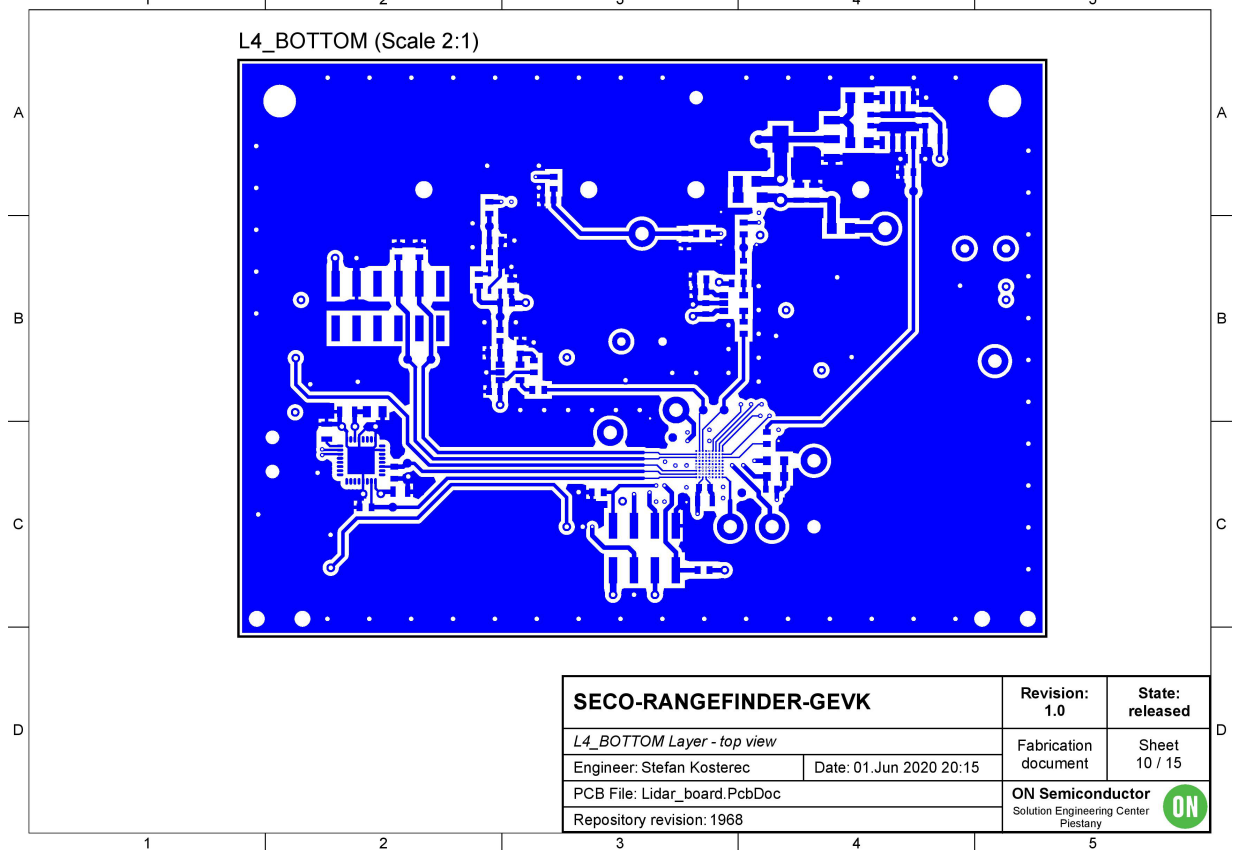 1 2 3 4 5
L4_BOTTOM (Scale 2:1)
A A
B B
C C
D D
SECO-RANGEFINDER-GEVK
Revision:
1.0
State:
released
L4_BOTTOM Layer - top view
Fabrication
document
Sheet
10 / 15
Engineer: Stefan Kosterec
Date: 01.Jun 2020 20:15
PCB File: Lidar_board.PcbDoc
Repository revision: 1968
ON Semiconductor
Solution Engineering Center
Piestany
ON
1 2 3 4 5